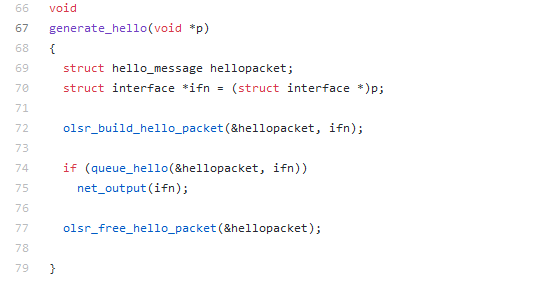 66 void
67 generate_hello(void *p)
68 {
69   struct hello_message hellopacket;
70   struct interface *ifn = (struct interface *)p;
71
72   olsr_build_hello_packet(&hellopacket, ifn);
73
74   if (queue_hello(&hellopacket, ifn))
75     net_output(ifn);
76
77   olsr_free_hello_packet(&hellopacket);
78
79 }